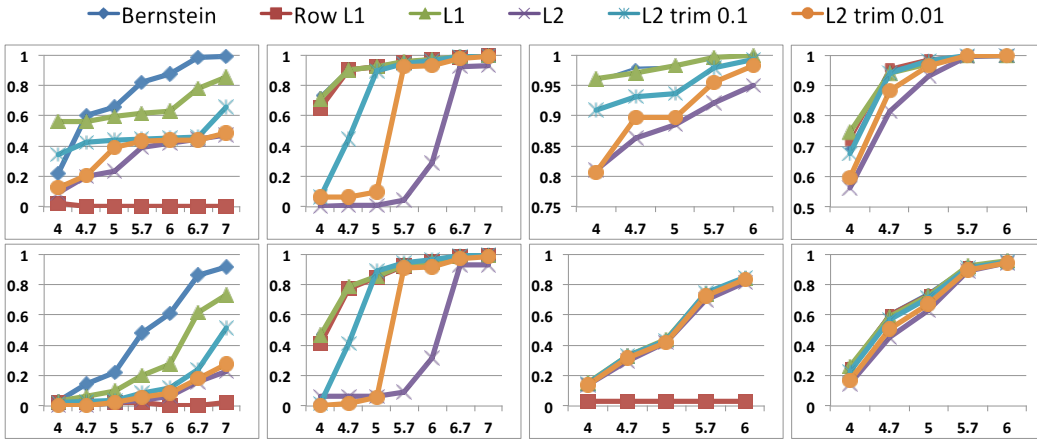 Bernstein Row L1 L1 L2 L2 trim 0.1 L2 trim 0.01
1 1 1 1
0.8 0.8 0.95 0.9
0.6 0.6 0.9 0.8
0.4 0.4 0.85 0.7
0.2 0.2 0.8 0.6
0 0 0.75 0.5
4 4.7 5 5.7 6 6.7 7 4 4.7 5 5.7 6 6.7 7 4 4.7 5 5.7 6 4 4.7 5 5.7 6
1 1 1 1
0.8 0.8 0.8 0.8
0.6 0.6 0.6 0.6
0.4 0.4 0.4 0.4
0.2 0.2 0.2 0.2
0 0 0 0
4 4.7 5 5.7 6 6.7 7 4 4.7 5 5.7 6 6.7 7 4 4.7 5 5.7 6 4 4.7 5 5.7 6